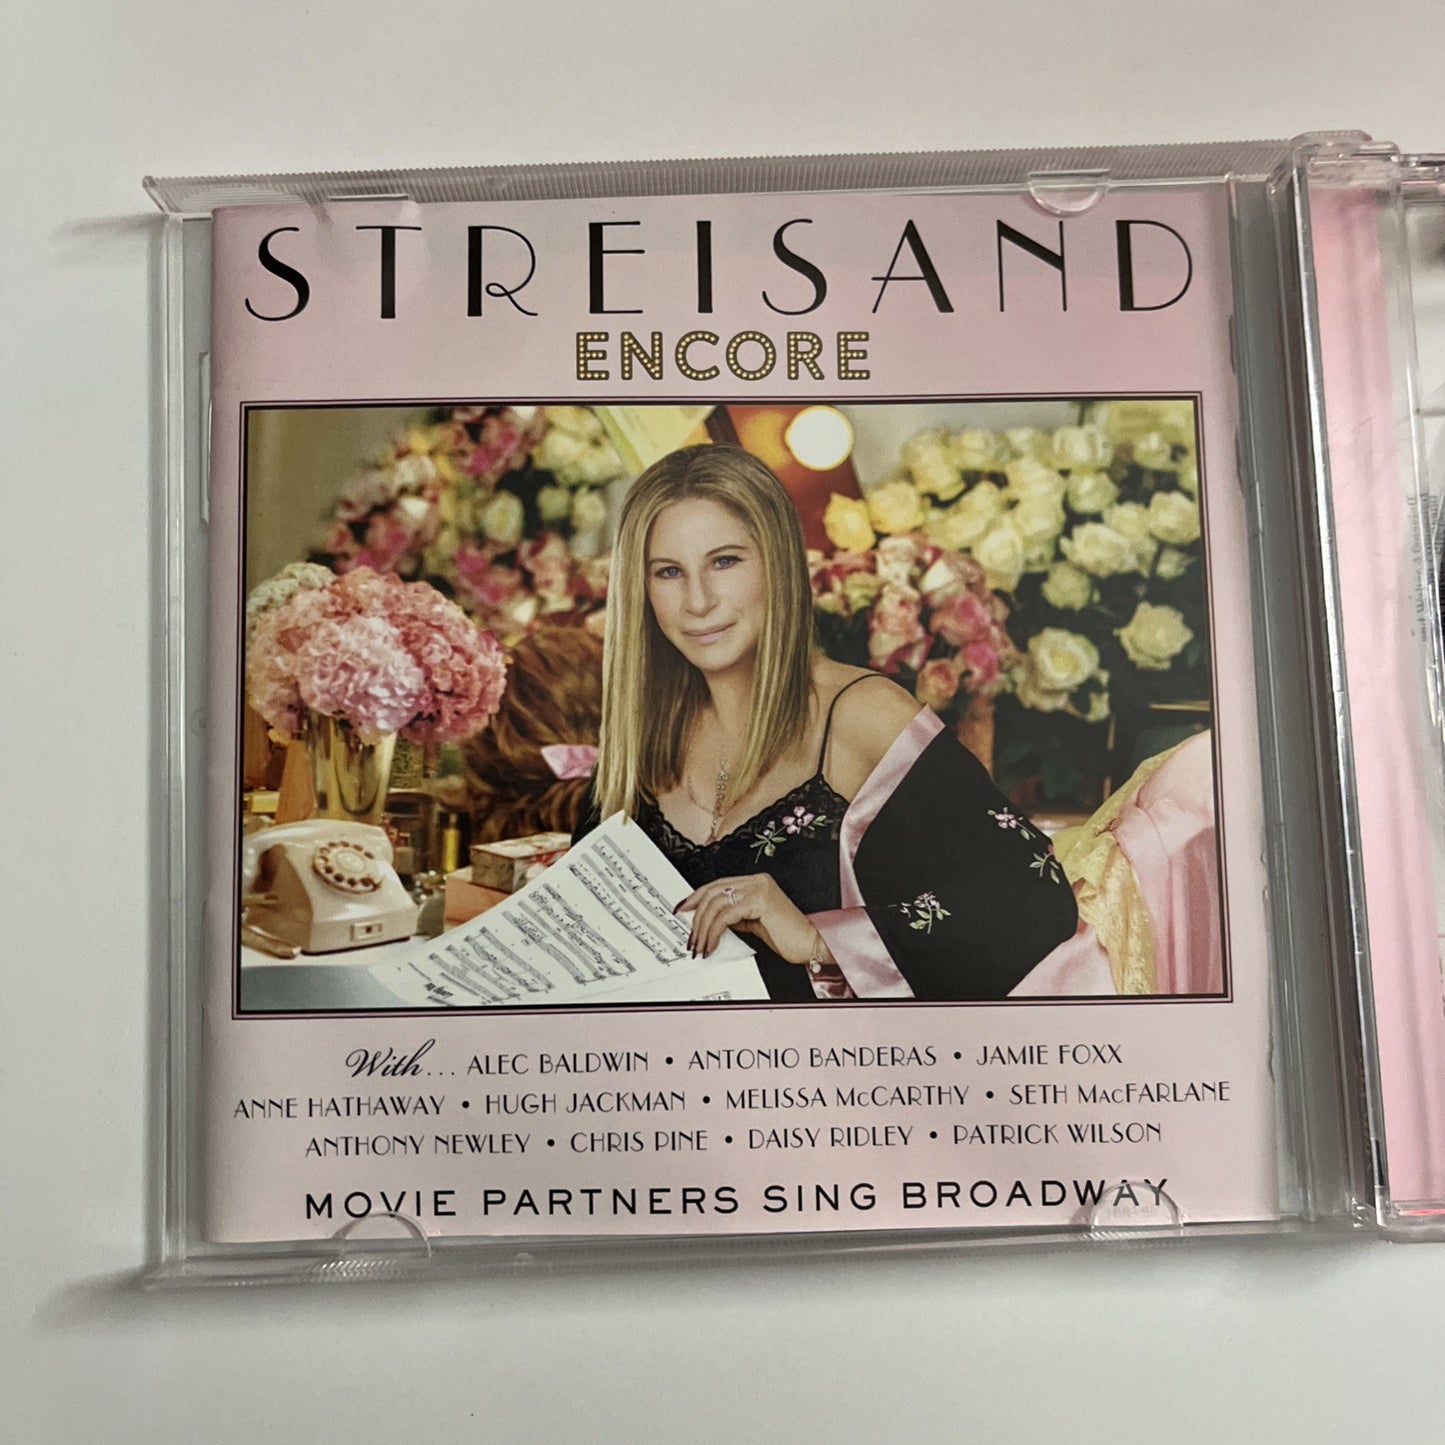 STREISAND
ENCORE
With... ALEC BALDWIN • ANTONIO BANDERAS • JAMIE FOXX
ANNE HATHAWAY • HUGH JACKMAN • MELISSA McCARTHY • SETH MacFARLANE
ANTHONY NEWLEY • CHRIS PINE • DAISY RIDLEY • PATRICK WILSON
MOVIE PARTNERS SING BROADWAY